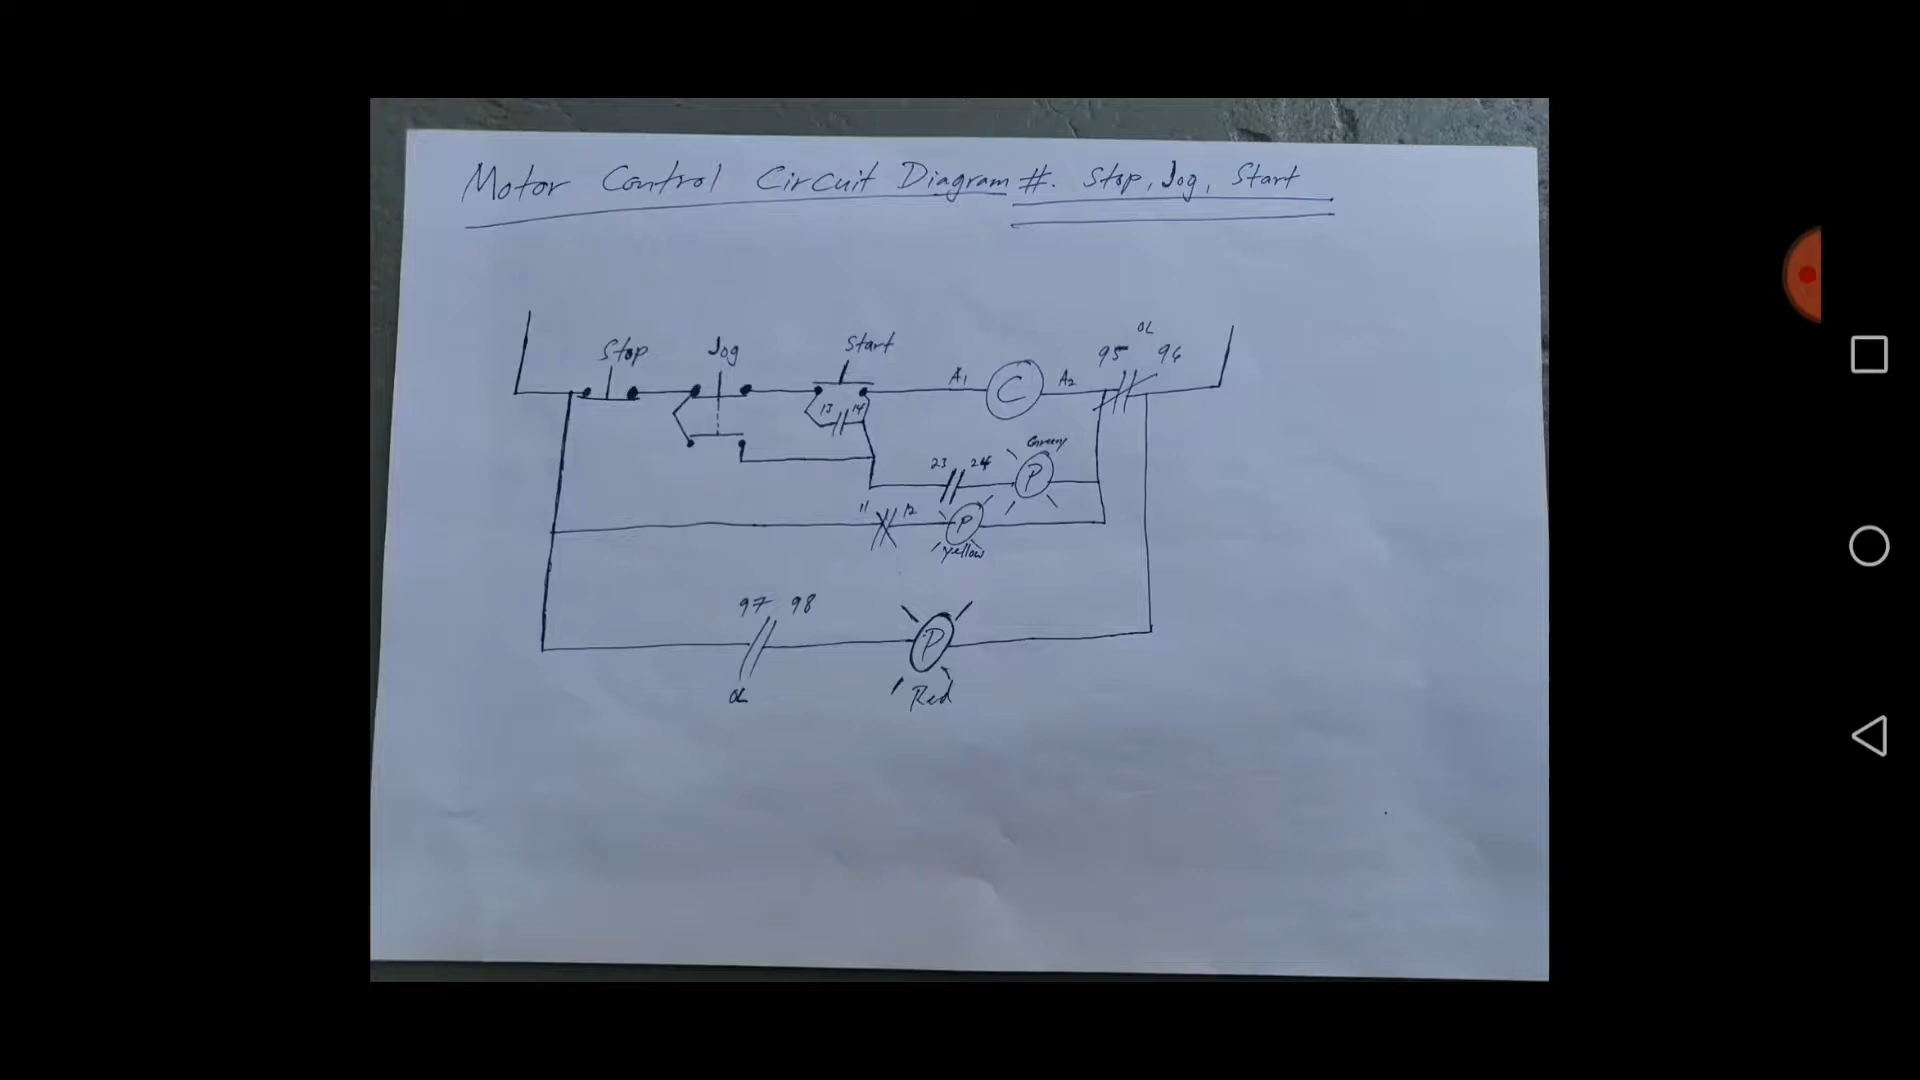 Motor Control Circuit Diagram #. Stop, Jog, Start
Stop Jog Start
OL
95 96
A1 C A2
13 14
Green
23 24 P
11 12 P
Yellow
97 98
P
OL Red